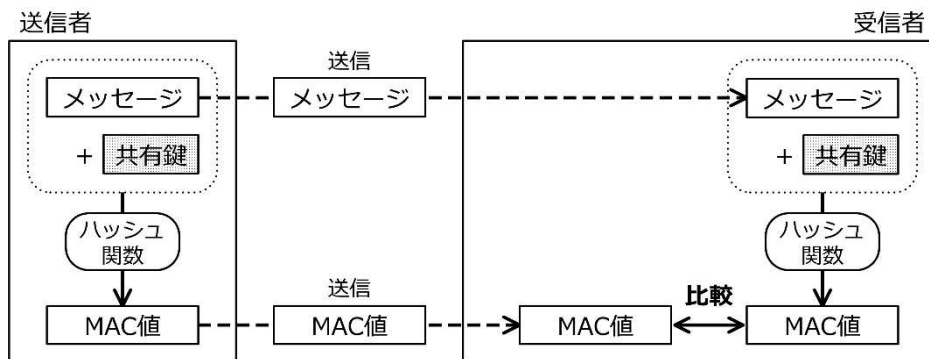 送信者
受信者
送信
メッセージ
メッセージ
メッセージ
+ 共有鍵
+ 共有鍵
ハッシュ
関数
ハッシュ
関数
送信
比較
MAC値
MAC値
MAC値
MAC値